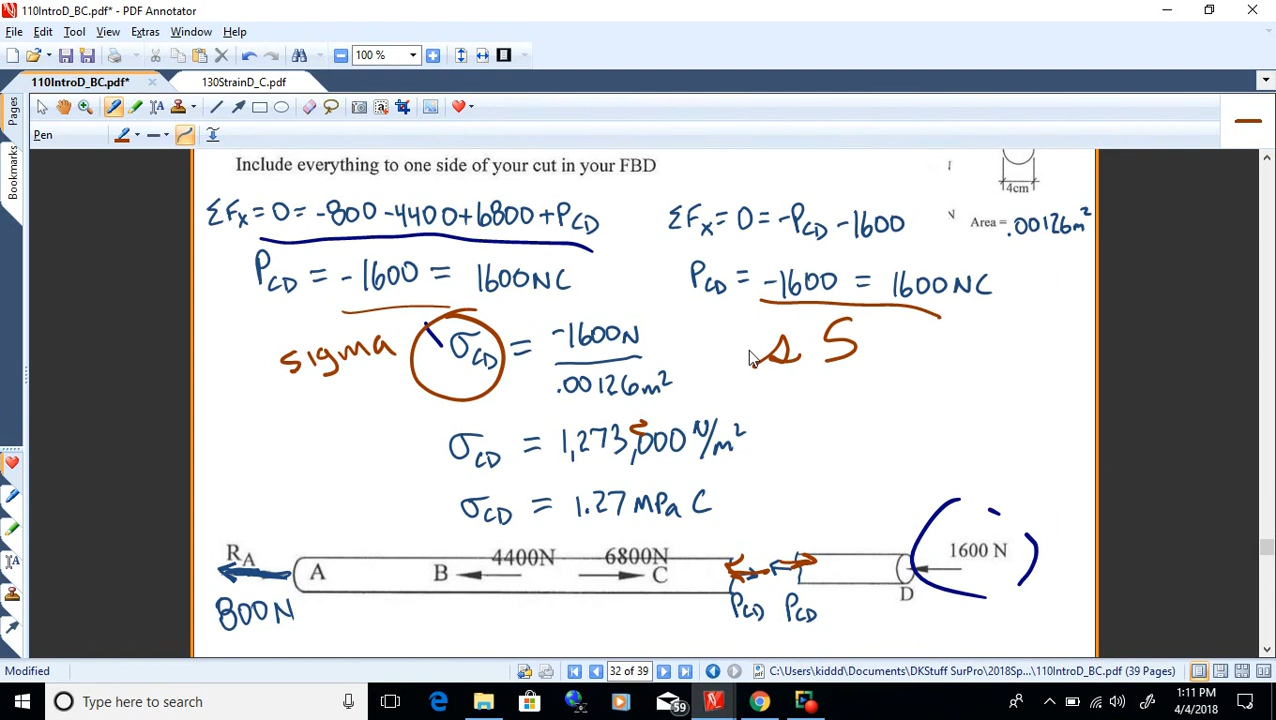 110IntroD_BC.pdf* - PDF Annotator
File Edit Tool Extras Window Help
100 %
110IntroD_BC.pdf* 130StrainD_C.pdf
Pen
Pages
Bookmarks
Include everything to one side of your cut in your FBD
4cm
ΣFx = 0 = -800 -4400+6800+PCD
ΣFx = 0 = -PCD -1600
N Area = .00126m²
PCD = -1600 = 1600NC
PCD = -1600 = 1600NC
sigma σCD = -1600N
.00126m²
s S
σCD = 1,273,000 N/m²
σCD = 1.27 MPa C
RA 4400N 6800N 1600 N
A B C
D
800N PCD PCD
Modified 32 of 39 C:\Users\kiddd\Documents\DKStuff SurPro\2018Sp...\110IntroD_BC.pdf (39 Pages)
Type here to search 59 1:11 PM
4/4/2018